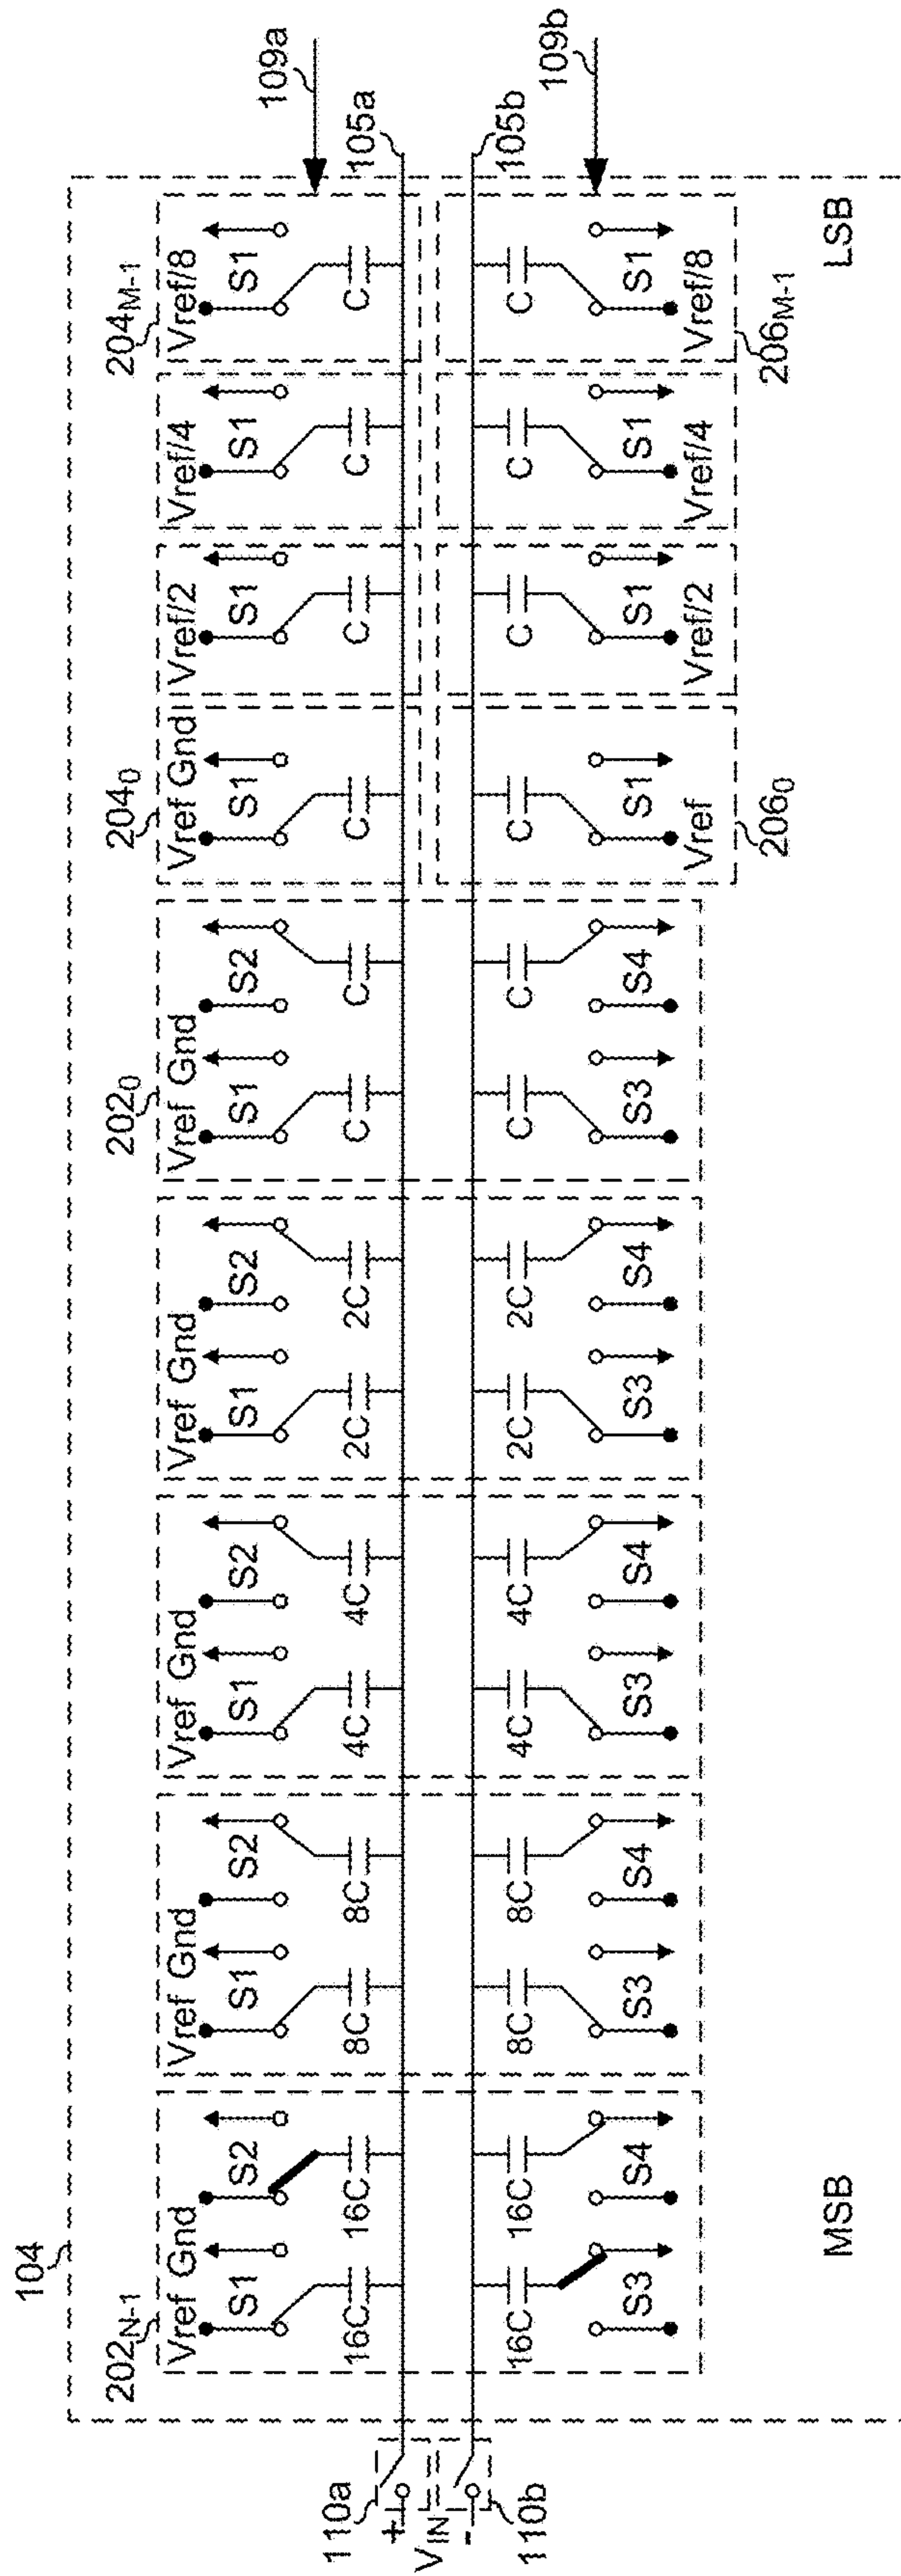 104
202N-1 2020 2040 204M-1
Vref Gnd Vref Gnd Vref Gnd Vref Gnd Vref Gnd Vref Gnd Vref/2 Vref/4 Vref/8
S1 S2 S1 S2 S1 S2 S1 S2 S1 S2 S1 S1 S1 S1
109a
16C 16C 8C 8C 4C 4C 2C 2C C C C C C C
110a
105a
+
VIN
-
105b
110b
16C 16C 8C 8C 4C 4C 2C 2C C C C C C C
109b
S3 S4 S3 S4 S3 S4 S3 S4 S3 S4 S1 S1 S1 S1
Vref Vref/2 Vref/4 Vref/8
2060 206M-1
MSB LSB